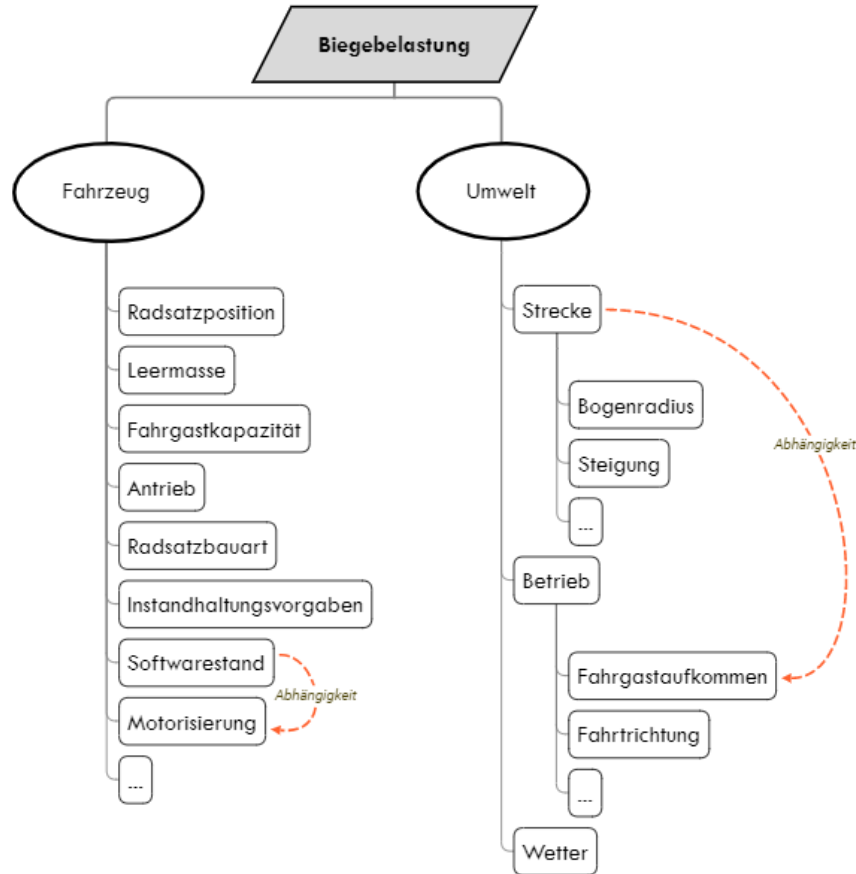 Biegebelastung
Fahrzeug
Radsatzposition
Leermasse
Fahrgastkapazität
Antrieb
Radsatzbauart
Instandhaltungsvorgaben
Softwarestand
Abhängigkeit
Motorisierung
...
Umwelt
Strecke
Bogenradius
Abhängigkeit
Steigung
...
Betrieb
Fahrgastaufkommen
Fahrtrichtung
...
Wetter